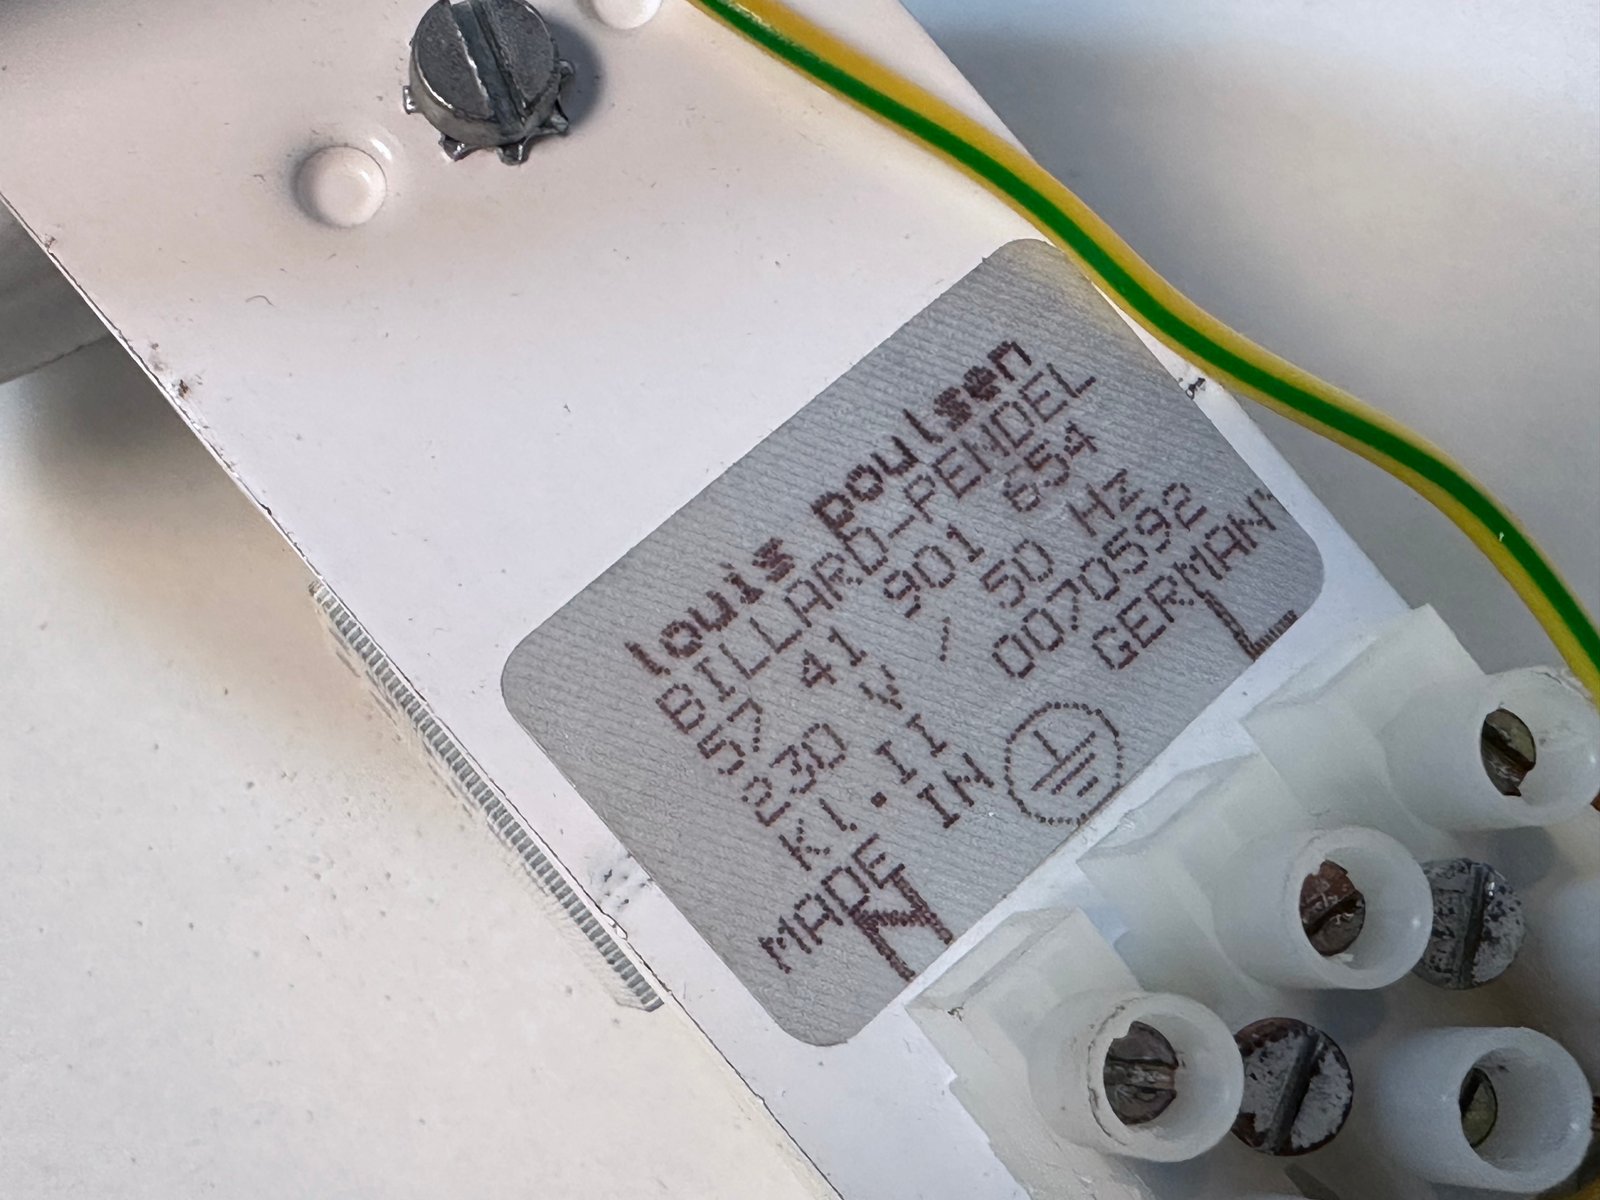 louis poulsen
BILLARD-PENDEL
57 41 901 654
230 V / 50 HZ
Kl. II 0070592
MADE IN GERMANY
N L